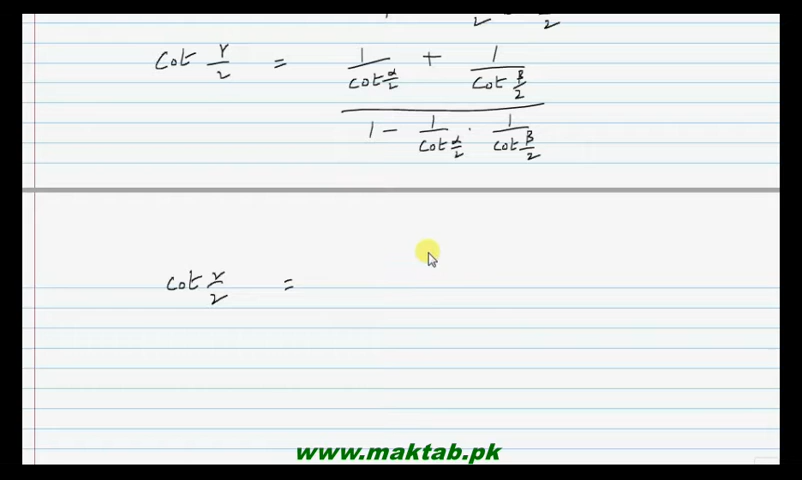 cot γ/2 = (1/cot α/2 + 1/cot β/2) / (1 - 1/cot α/2 · 1/cot β/2)
cot γ/2 =
www.maktab.pk